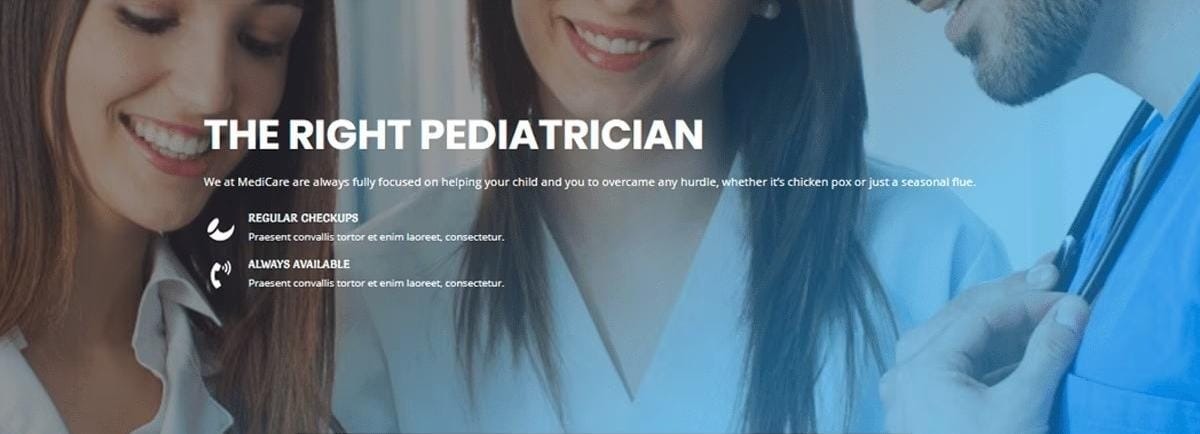 THE RIGHT PEDIATRICIAN
We at MediCare are always fully focused on helping your child and you to overcame any hurdle, whether it's chicken pox or just a seasonal flue.
REGULAR CHECKUPS
Praesent convallis tortor et enim laoreet, consectetur.
ALWAYS AVAILABLE
Praesent convallis tortor et enim laoreet, consectetur.